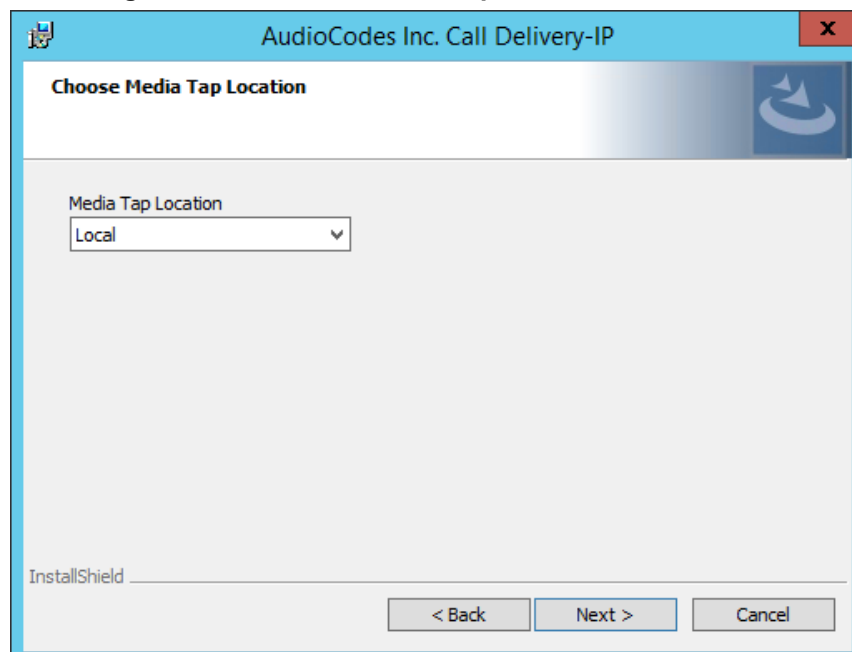 AudioCodes Inc. Call Delivery-IP
x
Choose Media Tap Location
Media Tap Location
Local
InstallShield
< Back
Next >
Cancel